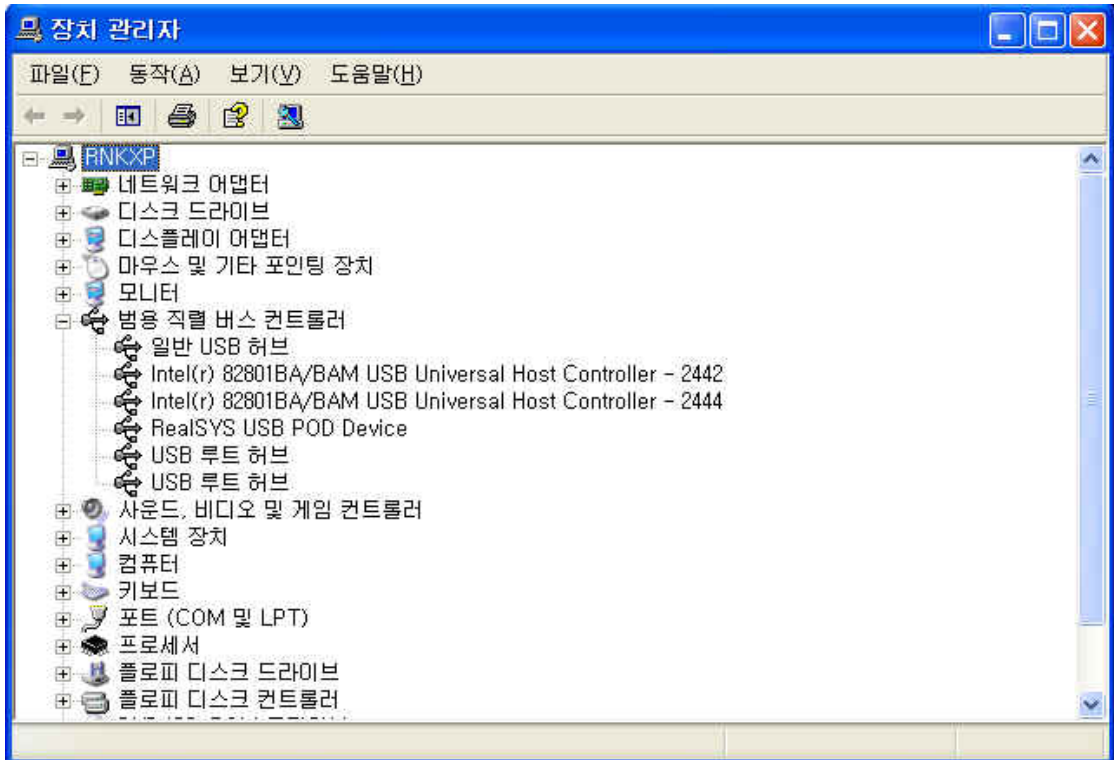 장치 관리자
파일(F) 동작(A) 보기(V) 도움말(H)
RNKXP
네트워크 어댑터
디스크 드라이브
디스플레이 어댑터
마우스 및 기타 포인팅 장치
모니터
범용 직렬 버스 컨트롤러
일반 USB 허브
Intel(r) 82801BA/BAM USB Universal Host Controller - 2442
Intel(r) 82801BA/BAM USB Universal Host Controller - 2444
RealSYS USB POD Device
USB 루트 허브
USB 루트 허브
사운드, 비디오 및 게임 컨트롤러
시스템 장치
컴퓨터
키보드
포트 (COM 및 LPT)
프로세서
플로피 디스크 드라이브
플로피 디스크 컨트롤러